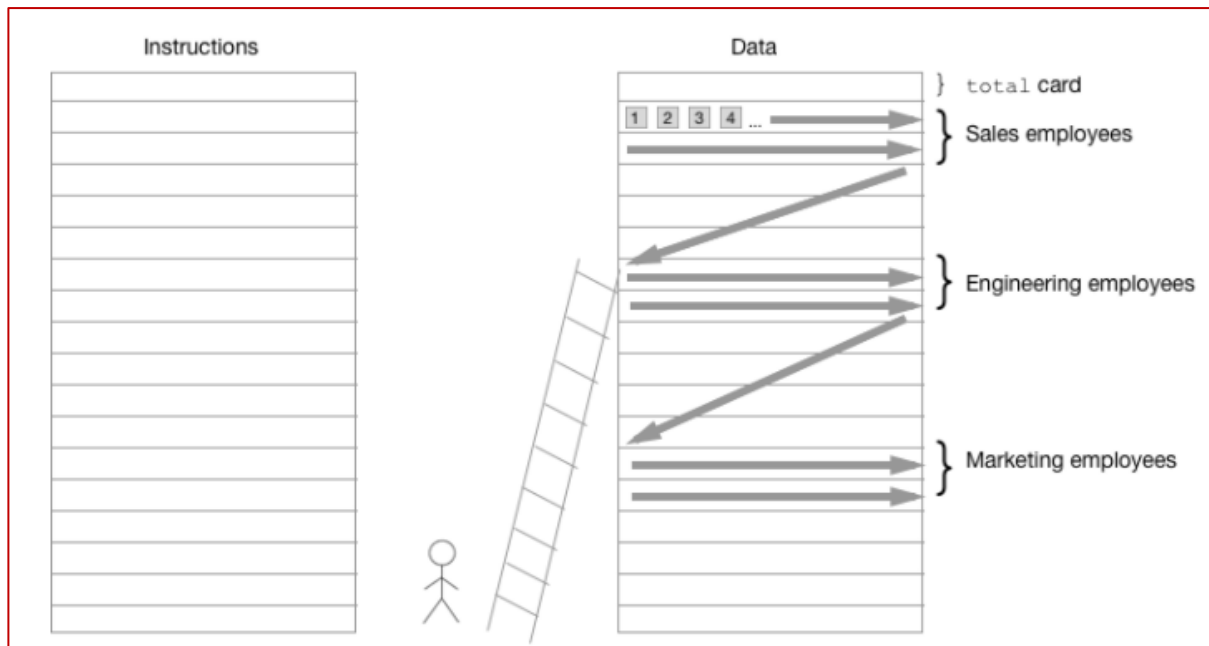 Instructions
Data
} total card
1 2 3 4 ...
} Sales employees
} Engineering employees
} Marketing employees